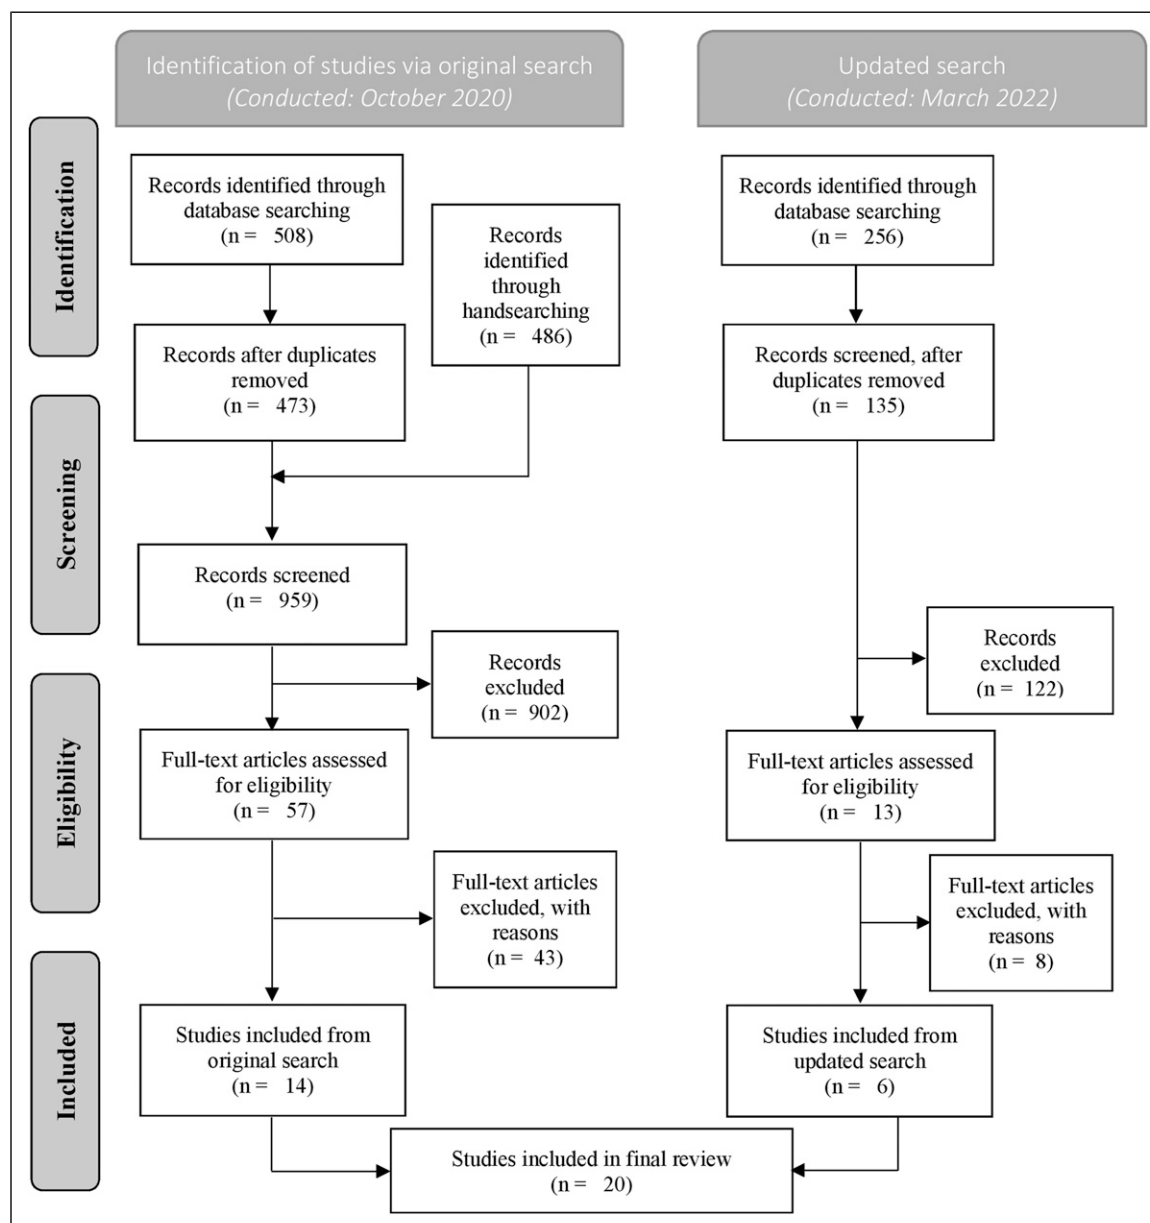 Identification of studies via original search
(Conducted: October 2020)
Updated search
(Conducted: March 2022)
Identification
Records identified through
database searching
(n = 508)
Records
identified
through
handsearching
(n = 486)
Records identified through
database searching
(n = 256)
Records after duplicates
removed
(n = 473)
Records screened, after
duplicates removed
(n = 135)
Screening
Records screened
(n = 959)
Records
excluded
(n = 902)
Records
excluded
(n = 122)
Eligibility
Full-text articles assessed
for eligibility
(n = 57)
Full-text articles assessed
for eligibility
(n = 13)
Full-text articles
excluded, with
reasons
(n = 43)
Full-text articles
excluded, with
reasons
(n = 8)
Included
Studies included from
original search
(n = 14)
Studies included from
updated search
(n = 6)
Studies included in final review
(n = 20)